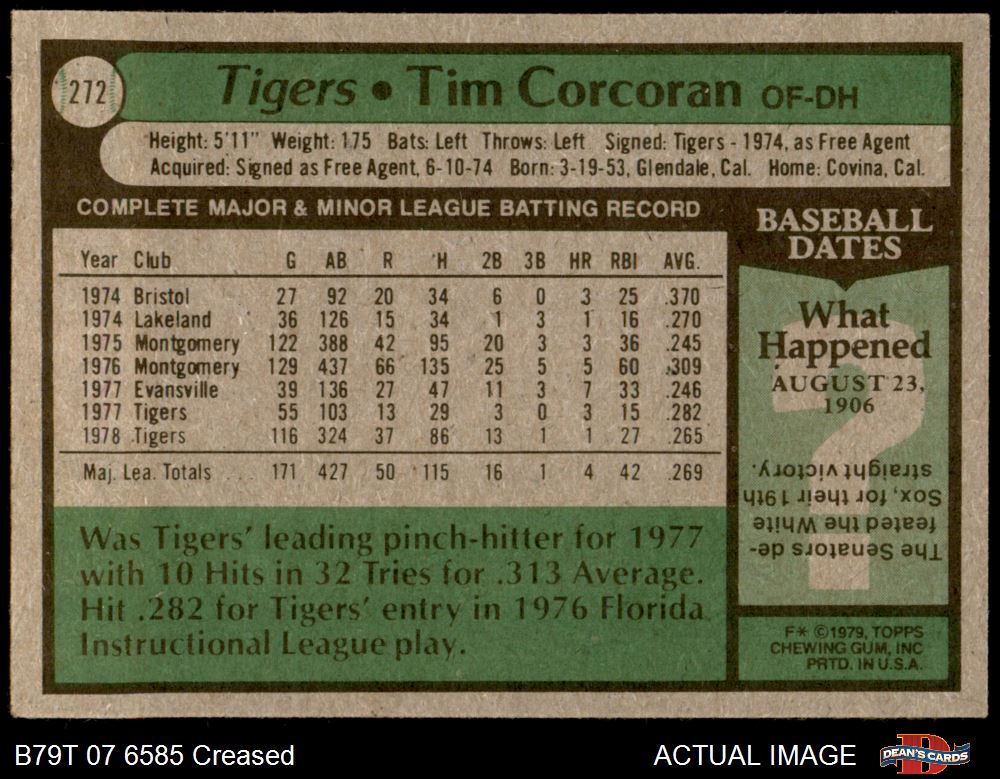 272
Tigers • Tim Corcoran OF-DH
Height: 5'11" Weight: 175 Bats: Left Throws: Left Signed: Tigers - 1974, as Free Agent
Acquired: Signed as Free Agent, 6-10-74 Born: 3-19-53, Glendale, Cal. Home: Covina, Cal.
COMPLETE MAJOR & MINOR LEAGUE BATTING RECORD
Year Club G AB R H 2B 3B HR RBI AVG.
1974 Bristol 27 92 20 34 6 0 3 25 .370
1974 Lakeland 36 126 15 34 1 3 1 16 .270
1975 Montgomery 122 388 42 95 20 3 3 36 .245
1976 Montgomery 129 437 66 135 25 5 5 60 .309
1977 Evansville 39 136 27 47 11 3 7 33 .246
1977 Tigers 55 103 13 29 3 0 3 15 .282
1978 Tigers 116 324 37 86 13 1 1 27 .265
Maj. Lea. Totals 171 427 50 115 16 1 4 42 .269
Was Tigers' leading pinch-hitter for 1977
with 10 Hits in 32 Tries for .313 Average.
Hit .282 for Tigers' entry in 1976 Florida
Instructional League play.
BASEBALL
DATES
What
Happened
AUGUST 23,
1906
?
The Senators de-
feated the White
Sox, for their 19th
straight victory.
F* ©1979, TOPPS
CHEWING GUM, INC
PRTD. IN U.S.A.
B79T 07 6585 Creased
ACTUAL IMAGE
DEAN'S CARDS